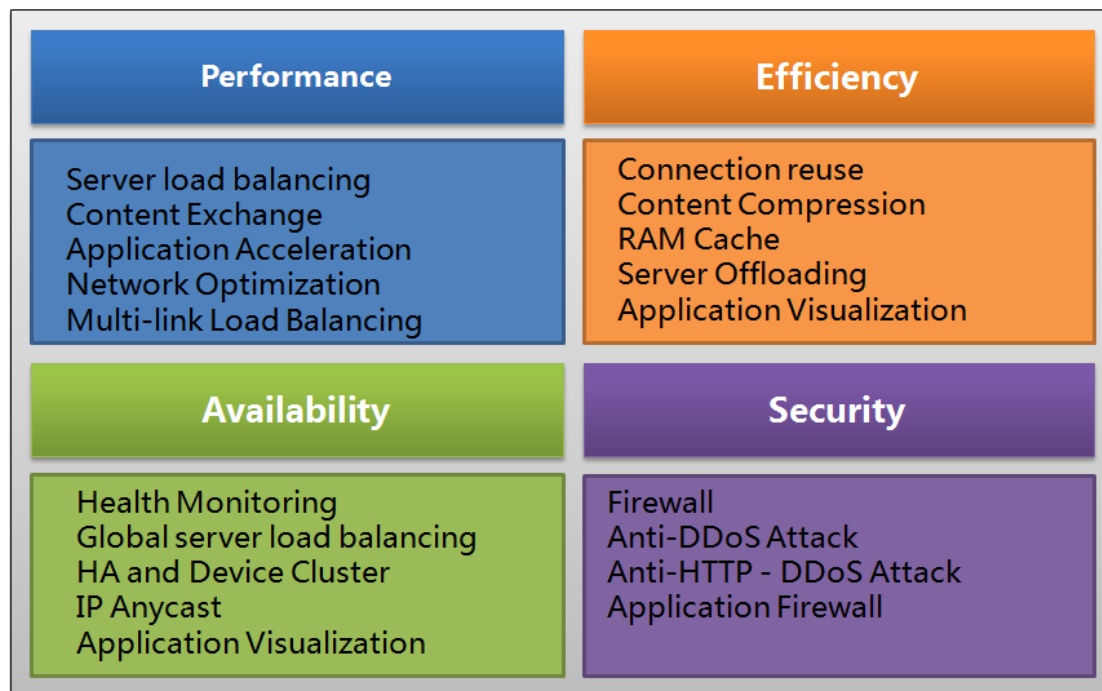 Performance
Server load balancing
Content Exchange
Application Acceleration
Network Optimization
Multi-link Load Balancing
Efficiency
Connection reuse
Content Compression
RAM Cache
Server Offloading
Application Visualization
Availability
Health Monitoring
Global server load balancing
HA and Device Cluster
IP Anycast
Application Visualization
Security
Firewall
Anti-DDoS Attack
Anti-HTTP - DDoS Attack
Application Firewall